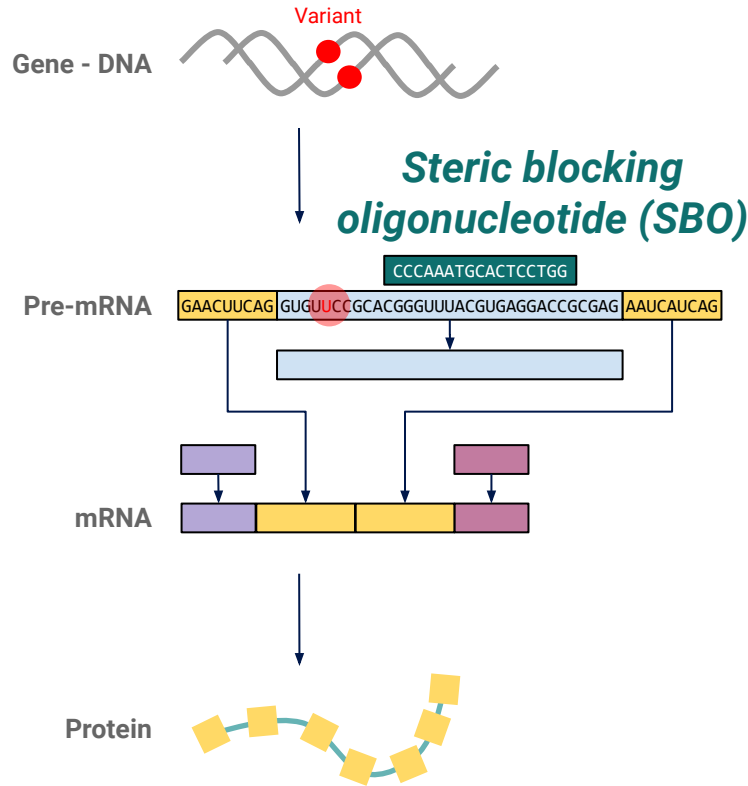 Variant
Gene - DNA
Steric blocking
oligonucleotide (SBO)
CCCAAATGCACTCCTGG
Pre-mRNA
GAACUUCAG GUGUUCCGCACGGGUUUACGUGAGGACCGCGAG AAUCAUCAG
mRNA
Protein